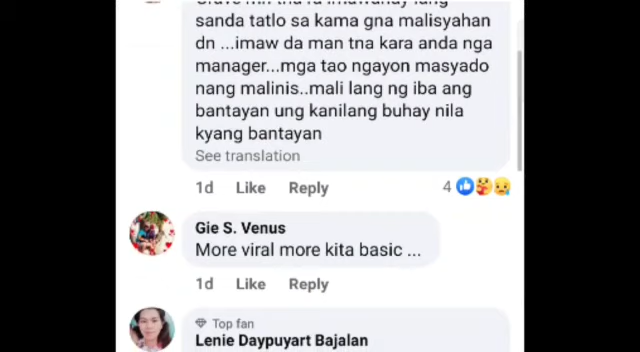 sanda tatlo sa kama gna malisyahan
dn ...imaw da man tna kara anda nga
manager...mga tao ngayon masyado
nang malinis..mali lang ng iba ang
bantayan ung kanilang buhay nila
kyang bantayan
See translation
1d Like Reply 4
Gie S. Venus
More viral more kita basic ...
1d Like Reply
Top fan
Lenie Daypuyart Bajalan